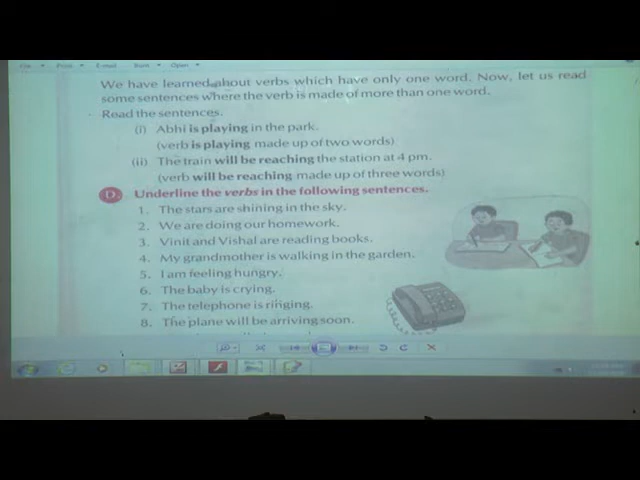 File Print E-mail Burn Open
We have learned about verbs which have only one word. Now, let us read
some sentences where the verb is made of more than one word.
Read the sentences.
(i) Abhi is playing in the park.
(verb is playing made up of two words)
(ii) The train will be reaching the station at 4 pm.
(verb will be reaching made up of three words)
D. Underline the verbs in the following sentences.
1. The stars are shining in the sky.
2. We are doing our homework.
3. Vinit and Vishal are reading books.
4. My grandmother is walking in the garden.
5. I am feeling hungry.
6. The baby is crying.
7. The telephone is ringing.
8. The plane will be arriving soon.